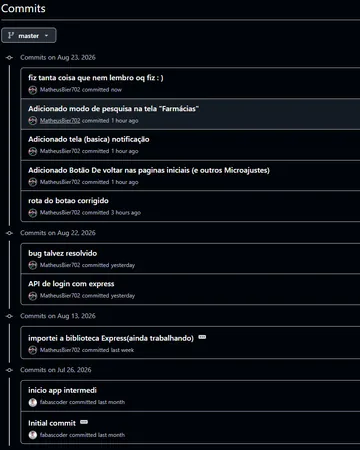 Commits
master
Commits on Aug 23, 2026
fiz tanta coisa que nem lembro oq fiz : )
MatheusBier702 committed now
Adicionado modo de pesquisa na tela "Farmácias"
MatheusBier702 committed 1 hour ago
Adicionado tela (basica) notificação
MatheusBier702 committed 1 hour ago
Adicionado Botão De voltar nas paginas iniciais (e outros Microajustes)
MatheusBier702 committed 1 hour ago
rota do botao corrigido
MatheusBier702 committed 3 hours ago
Commits on Aug 22, 2026
bug talvez resolvido
MatheusBier702 committed yesterday
API de login com express
MatheusBier702 committed yesterday
Commits on Aug 13, 2026
importei a biblioteca Express(ainda trabalhando)
MatheusBier702 committed last week
Commits on Jul 26, 2026
inicio app intermedi
fabascoder committed last month
Initial commit
fabascoder committed last month